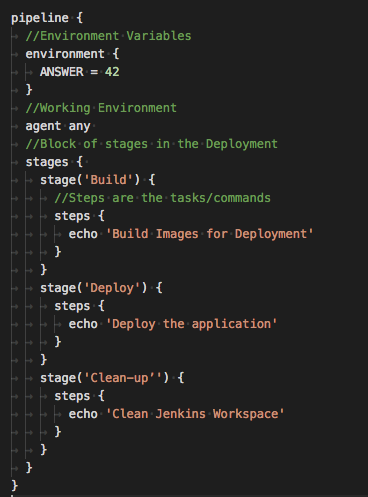 pipeline {
//Environment Variables
environment {
ANSWER = 42
}
//Working Environment
agent any
//Block of stages in the Deployment
stages {
stage('Build') {
//Steps are the tasks/commands
steps {
echo 'Build Images for Deployment'
}
}
stage('Deploy') {
steps {
echo 'Deploy the application'
}
}
stage('Clean-up’') {
steps {
echo 'Clean Jenkins Workspace'
}
}
}
}